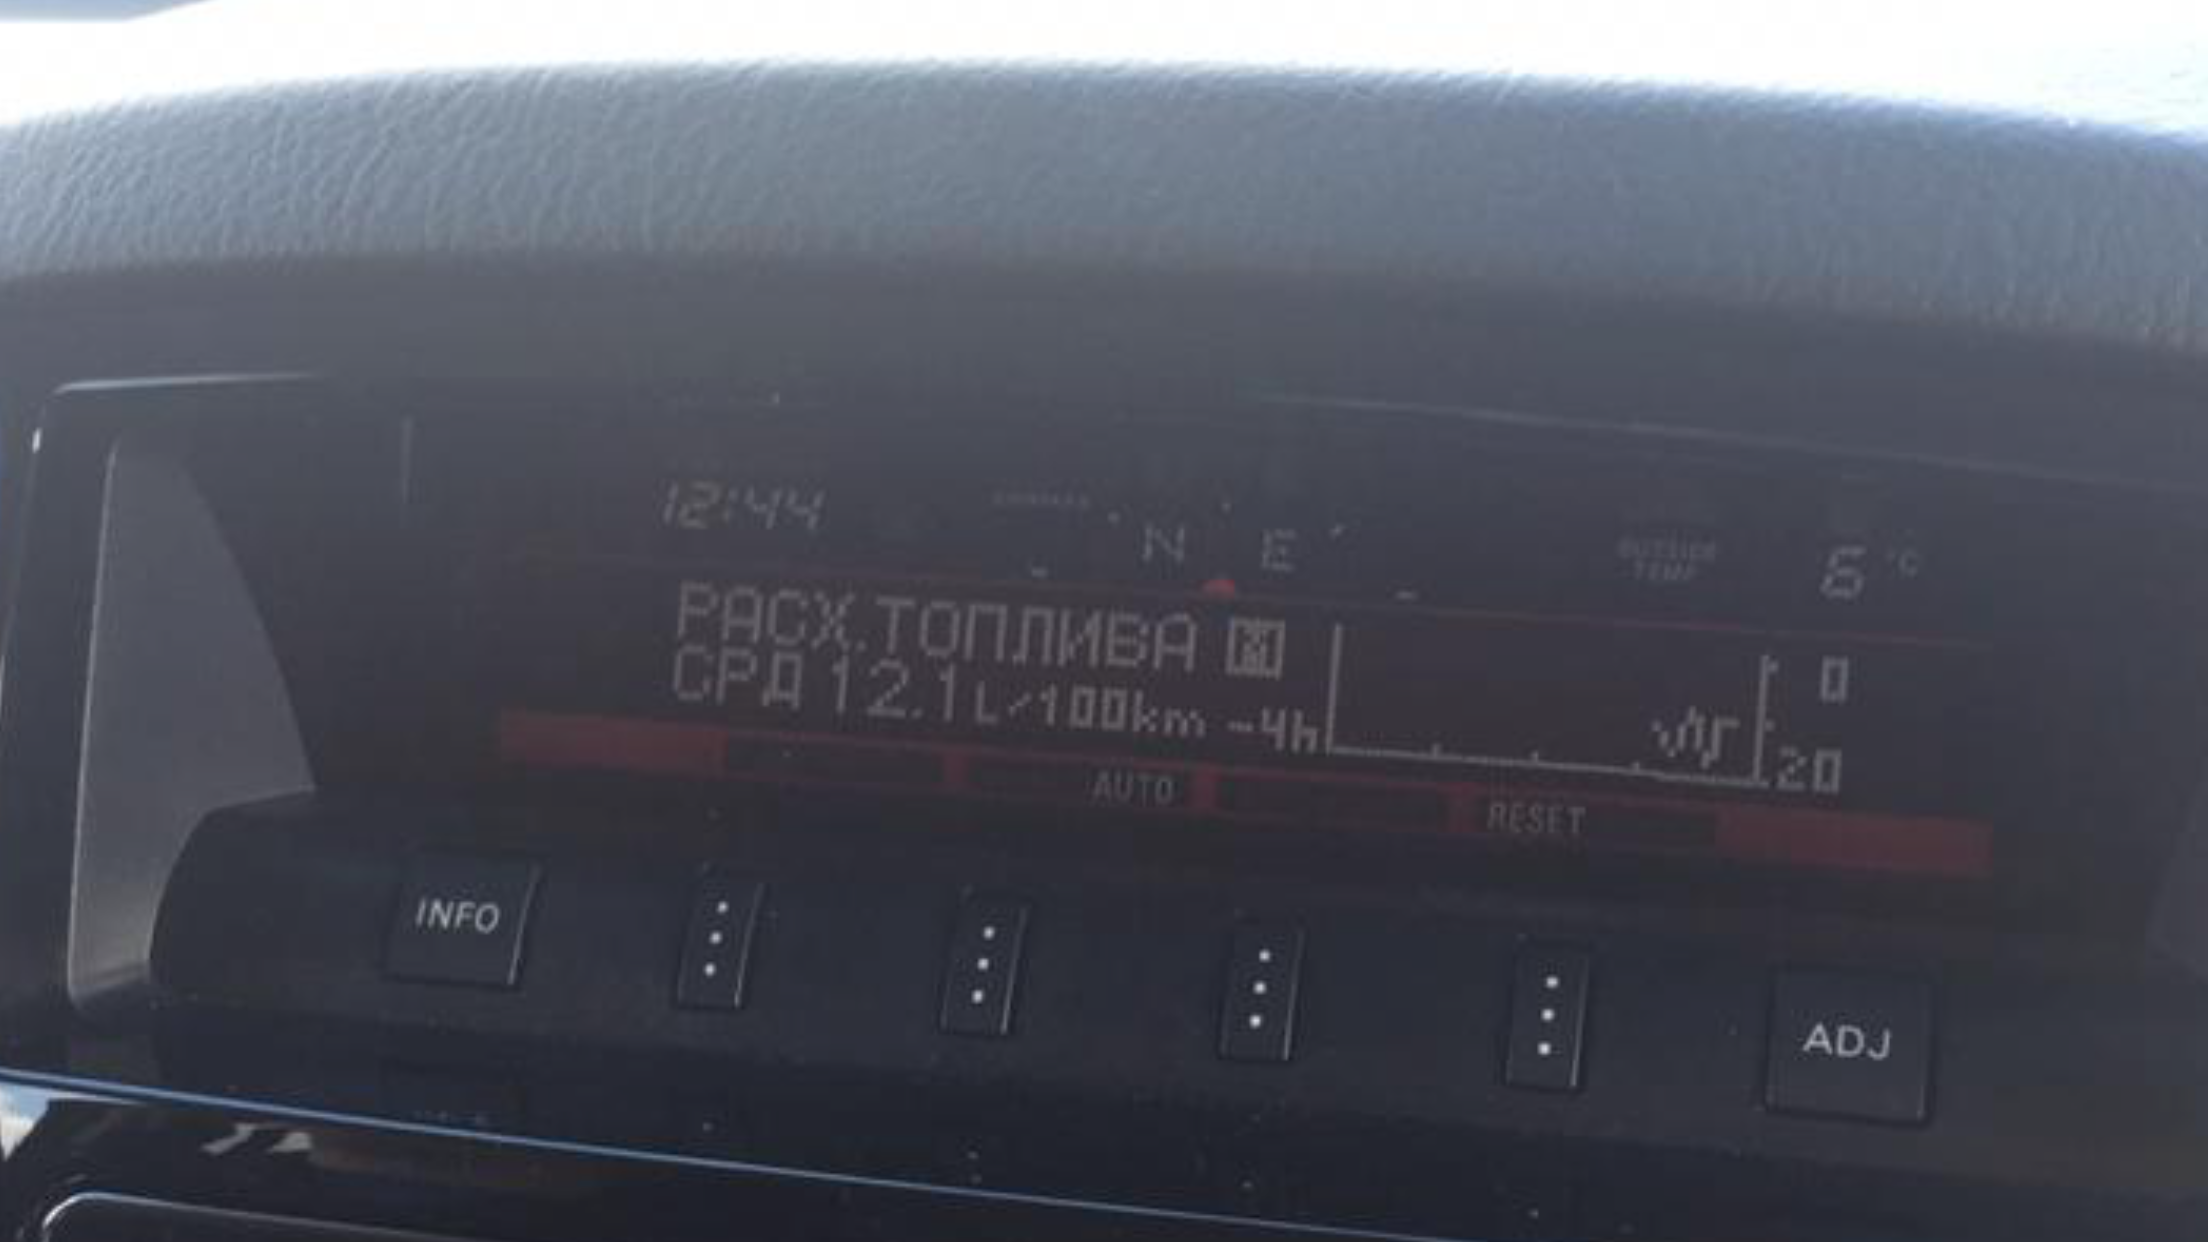 12:44
N E
OUTSIDE
TEMP
6 °C
РАСХ.ТОПЛИВА
СРД 12.1 L/100km -4h
0
20
AUTO
RESET
INFO
ADJ